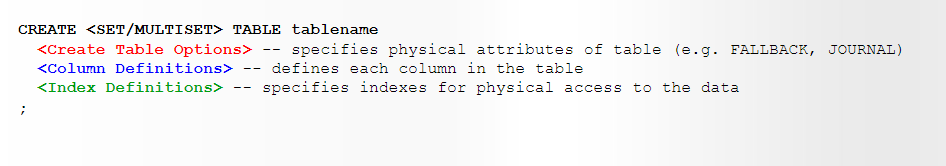 CREATE <SET/MULTISET> TABLE tablename
<Create Table Options> -- specifies physical attributes of table (e.g. FALLBACK, JOURNAL)
<Column Definitions> -- defines each column in the table
<Index Definitions> -- specifies indexes for physical access to the data
;